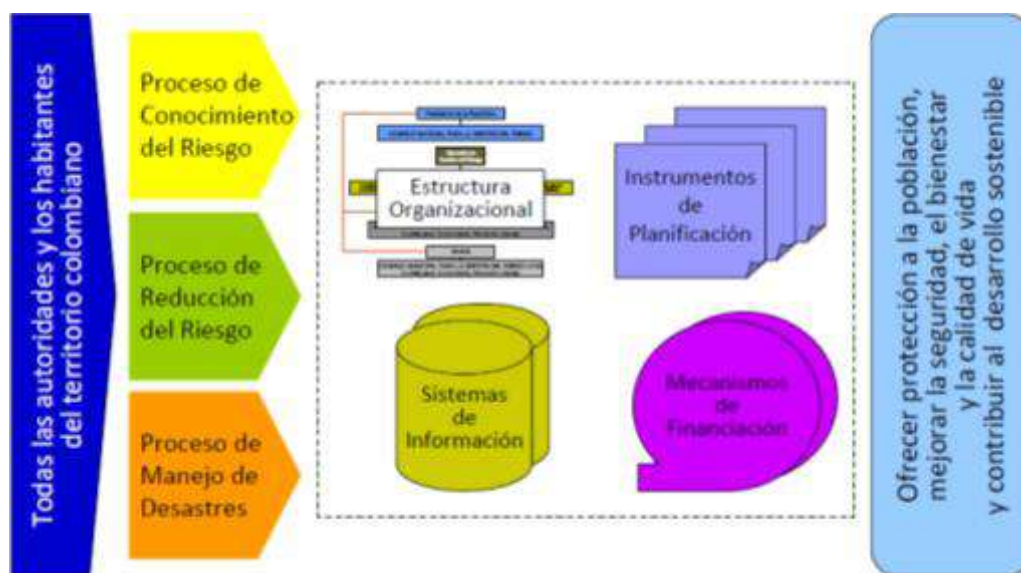 Todas las autoridades y los habitantes
del territorio colombiano
Proceso de
Conocimiento
del Riesgo
Proceso de
Reducción
del Riesgo
Proceso de
Manejo de
Desastres
Estructura
Organizacional
Instrumentos
de
Planificación
Sistemas
de
Información
Mecanismos
de
Financiación
Ofrecer protección a la población,
mejorar la seguridad, el bienestar
y la calidad de vida
y contribuir al desarrollo sostenible